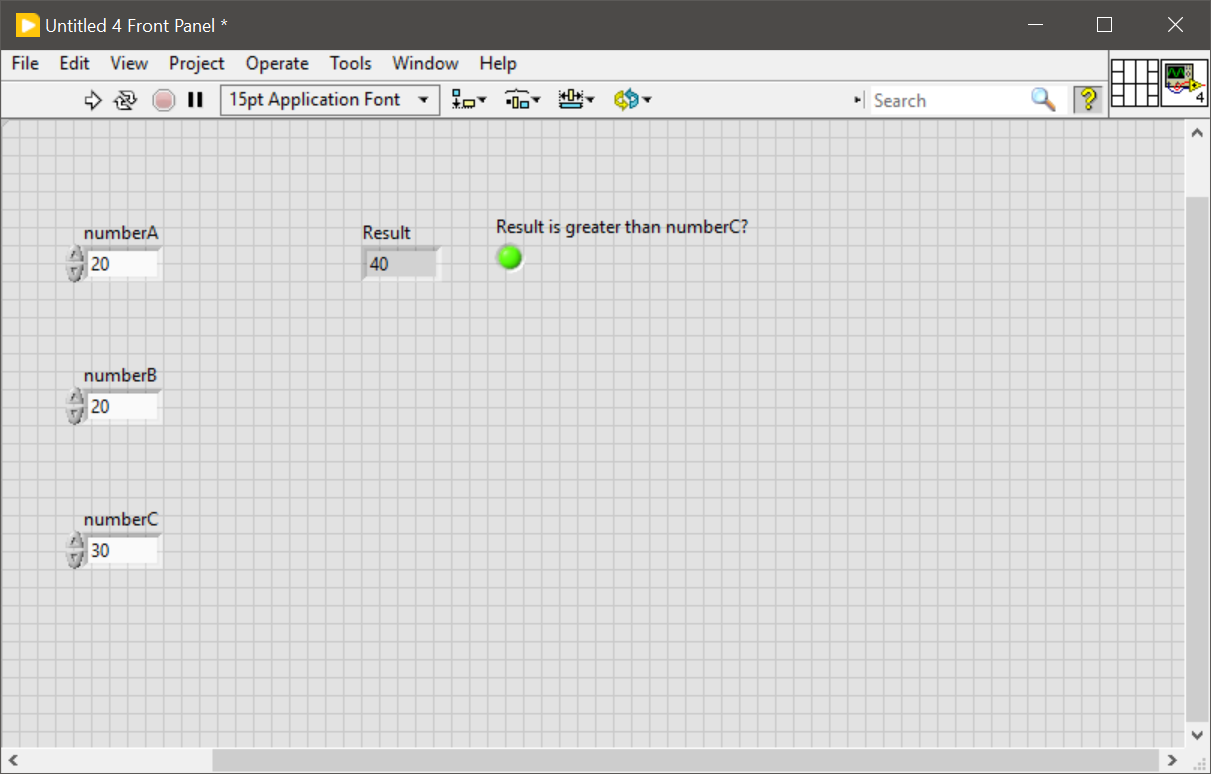 Untitled 4 Front Panel *
File Edit View Project Operate Tools Window Help
15pt Application Font
Search
?
4
numberA
20
Result
40
Result is greater than numberC?
numberB
20
numberC
30